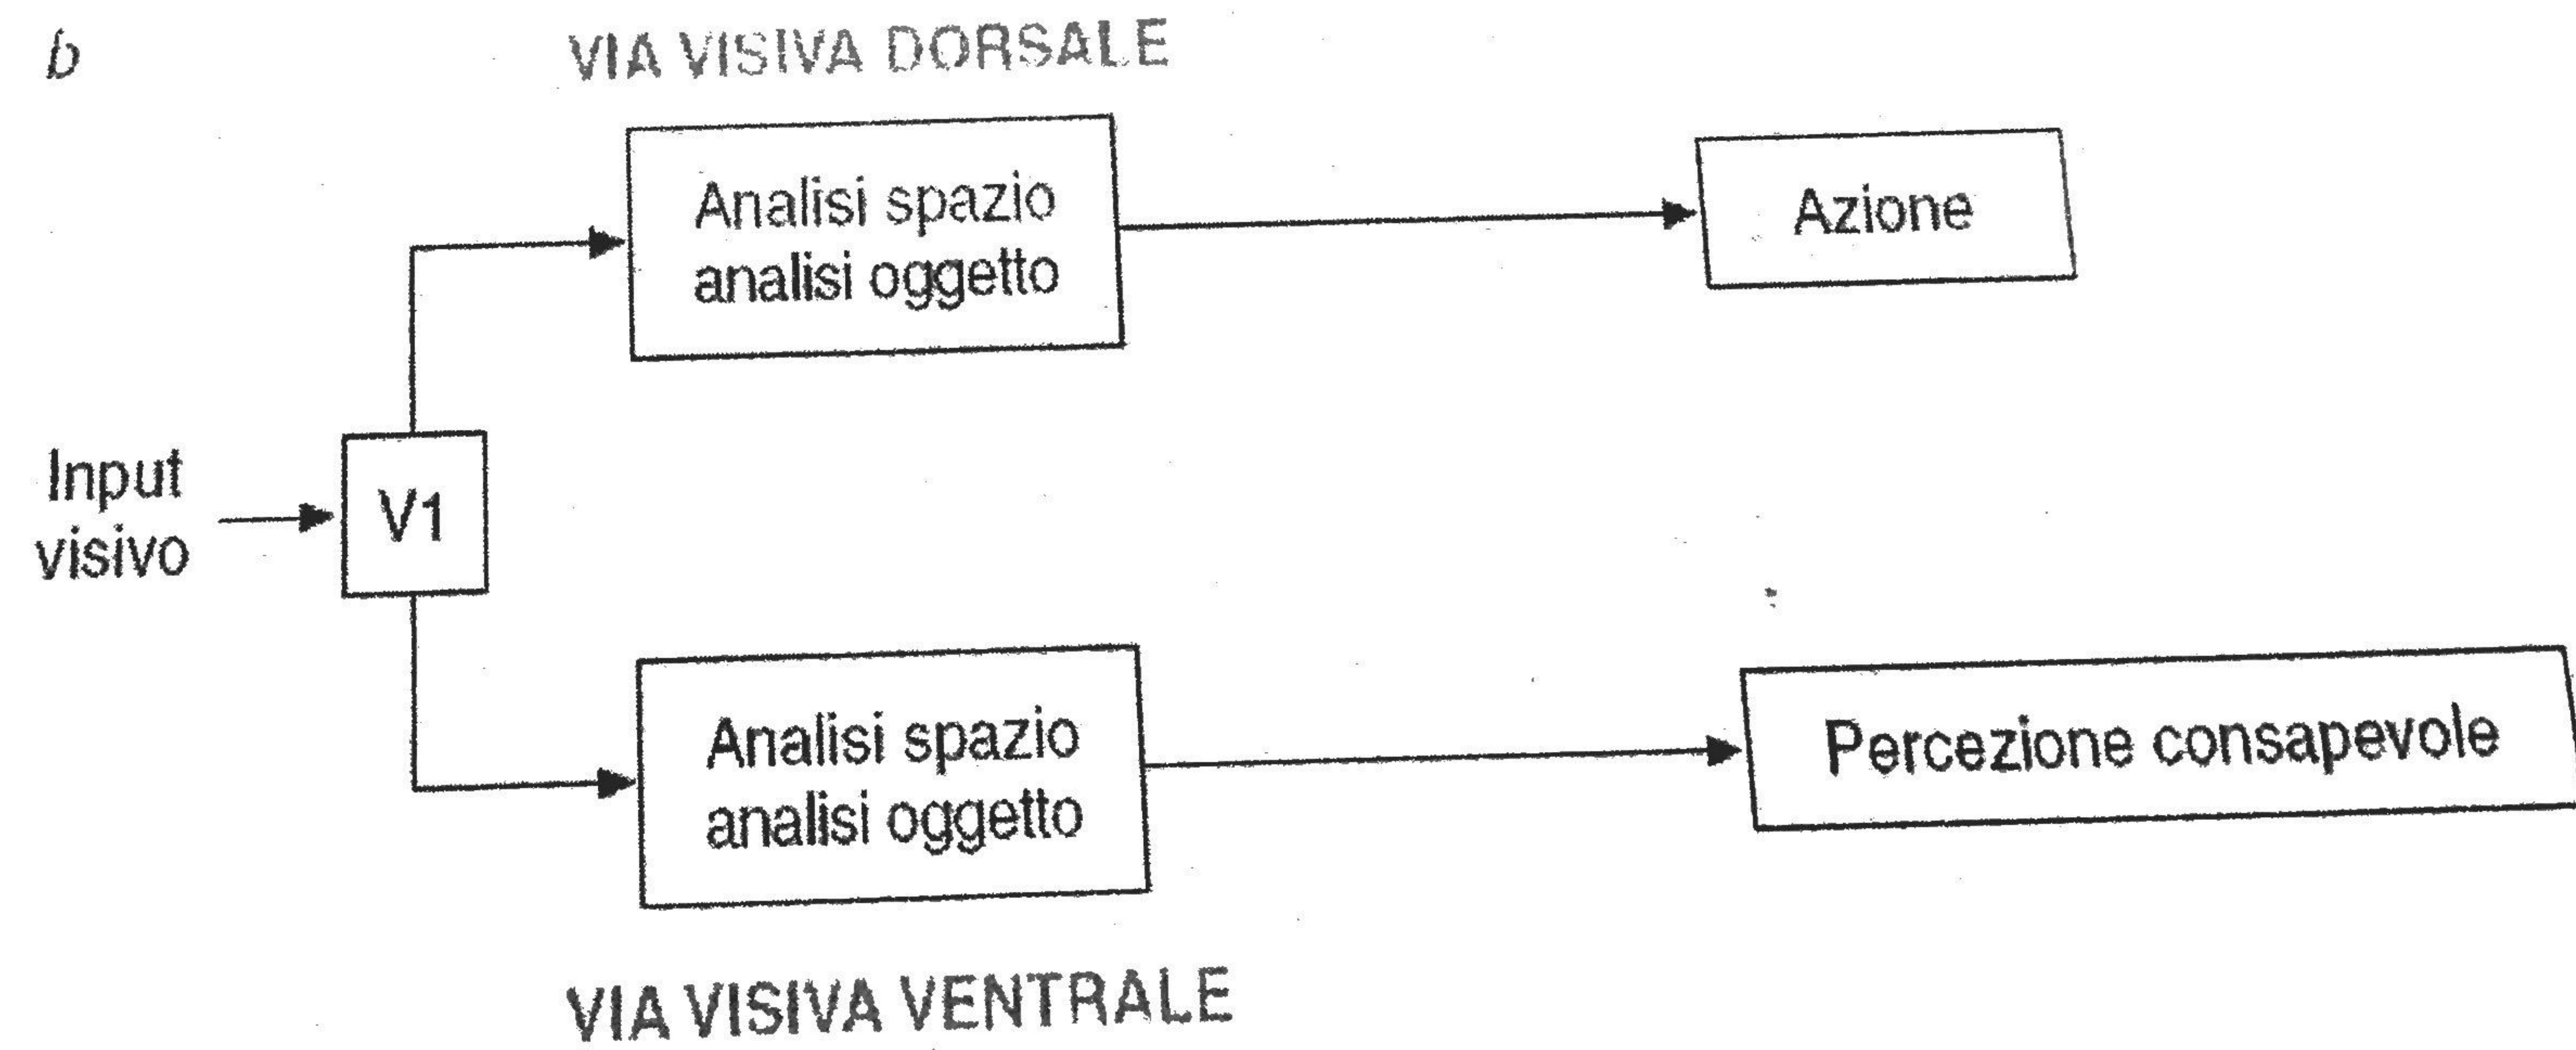 b
VIA VISIVA DORSALE
Analisi spazio
analisi oggetto
Azione
Input
visivo
V1
Analisi spazio
analisi oggetto
Percezione consapevole
VIA VISIVA VENTRALE